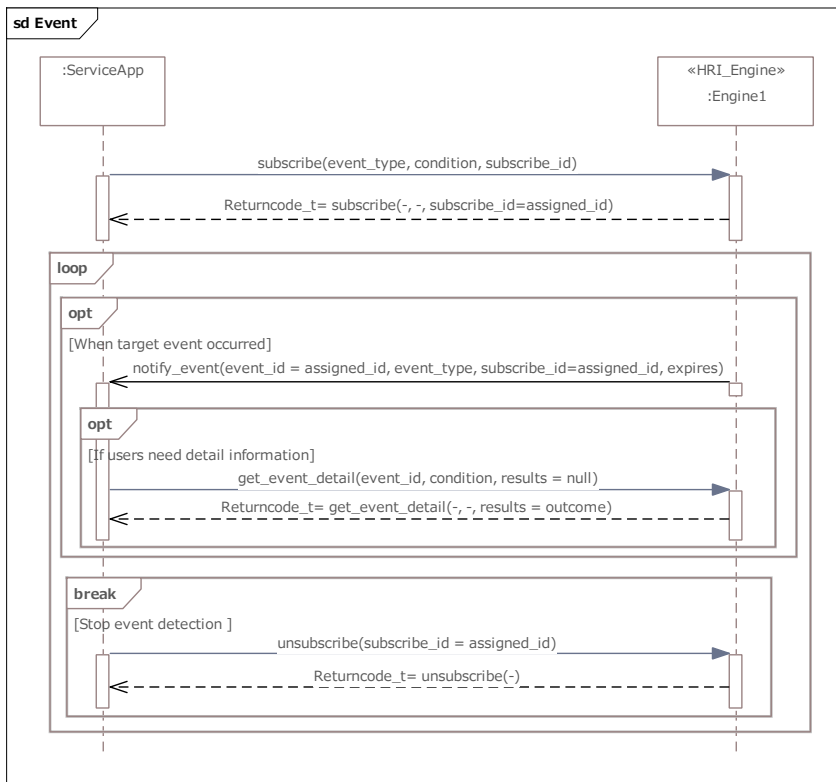 sd Event
:ServiceApp
«HRI_Engine»
:Engine1
subscribe(event_type, condition, subscribe_id)
Returncode_t= subscribe(-, -, subscribe_id=assigned_id)
loop
opt
[When target event occurred]
notify_event(event_id = assigned_id, event_type, subscribe_id=assigned_id, expires)
opt
[If users need detail information]
get_event_detail(event_id, condition, results = null)
Returncode_t= get_event_detail(-, -, results = outcome)
break
[Stop event detection ]
unsubscribe(subscribe_id = assigned_id)
Returncode_t= unsubscribe(-)